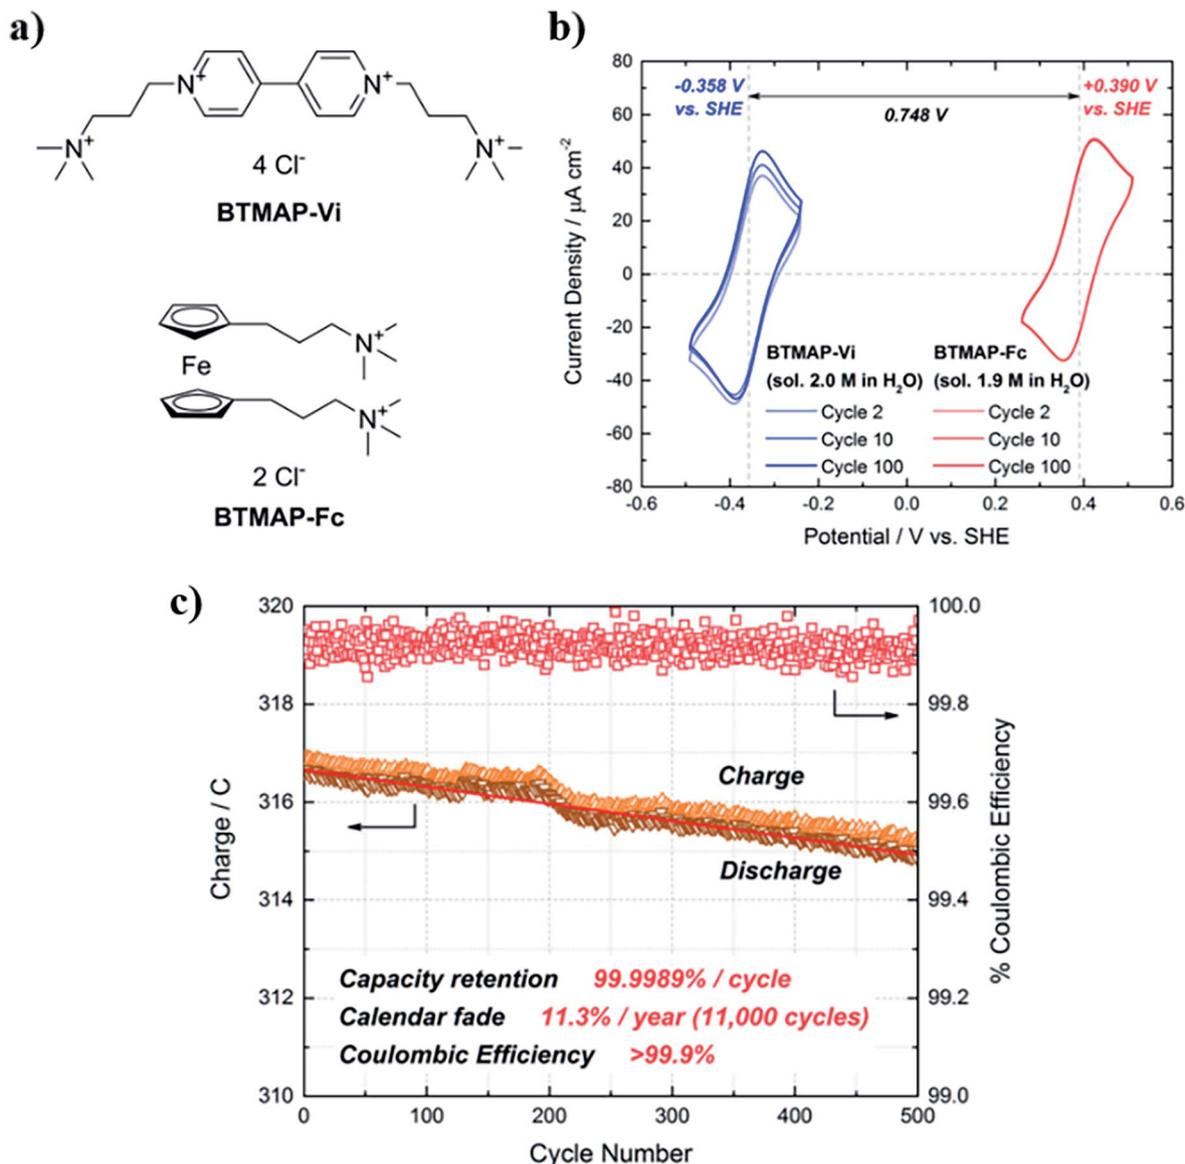 a)
N+
N+
N+
N+
4 Cl-
BTMAP-Vi
N+
Fe
N+
2 Cl-
BTMAP-Fc
b)
-0.358 V
vs. SHE
0.748 V
+0.390 V
vs. SHE
80
60
40
20
0
-20
-40
-60
-80
Current Density / µA cm-2
BTMAP-Vi
(sol. 2.0 M in H2O)
Cycle 2
Cycle 10
Cycle 100
BTMAP-Fc
(sol. 1.9 M in H2O)
Cycle 2
Cycle 10
Cycle 100
-0.6 -0.4 -0.2 0.0 0.2 0.4 0.6
Potential / V vs. SHE
c)
320
318
316
314
312
310
Charge / C
100.0
99.8
99.6
99.4
99.2
99.0
% Coulombic Efficiency
Charge
Discharge
Capacity retention 99.9989% / cycle
Calendar fade 11.3% / year (11,000 cycles)
Coulombic Efficiency >99.9%
0 100 200 300 400 500
Cycle Number